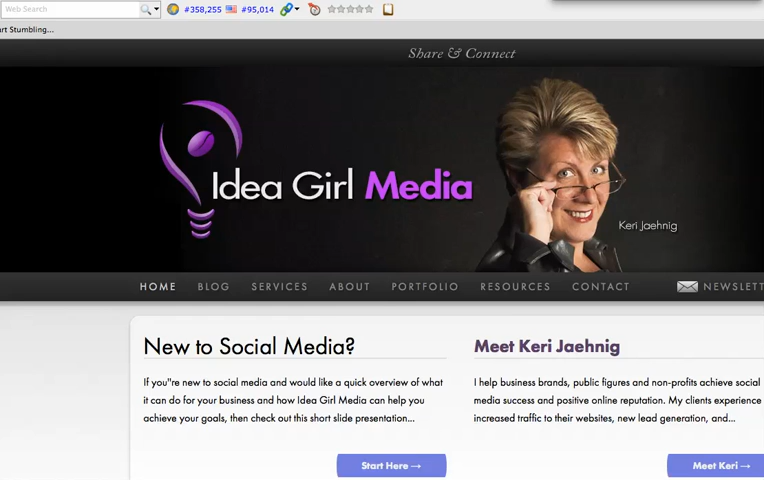 Web Search
#358,255
#95,014
Stumbling...
Share & Connect
Idea Girl Media
Keri Jaehnig
HOME BLOG SERVICES ABOUT PORTFOLIO RESOURCES CONTACT NEWSLETT
New to Social Media?
If you"re new to social media and would like a quick overview of what
it can do for your business and how Idea Girl Media can help you
achieve your goals, then check out this short slide presentation...
Start Here →
Meet Keri Jaehnig
I help business brands, public figures and non-profits achieve social
media success and positive online reputation. My clients experience
increased traffic to their websites, new lead generation, and...
Meet Keri →